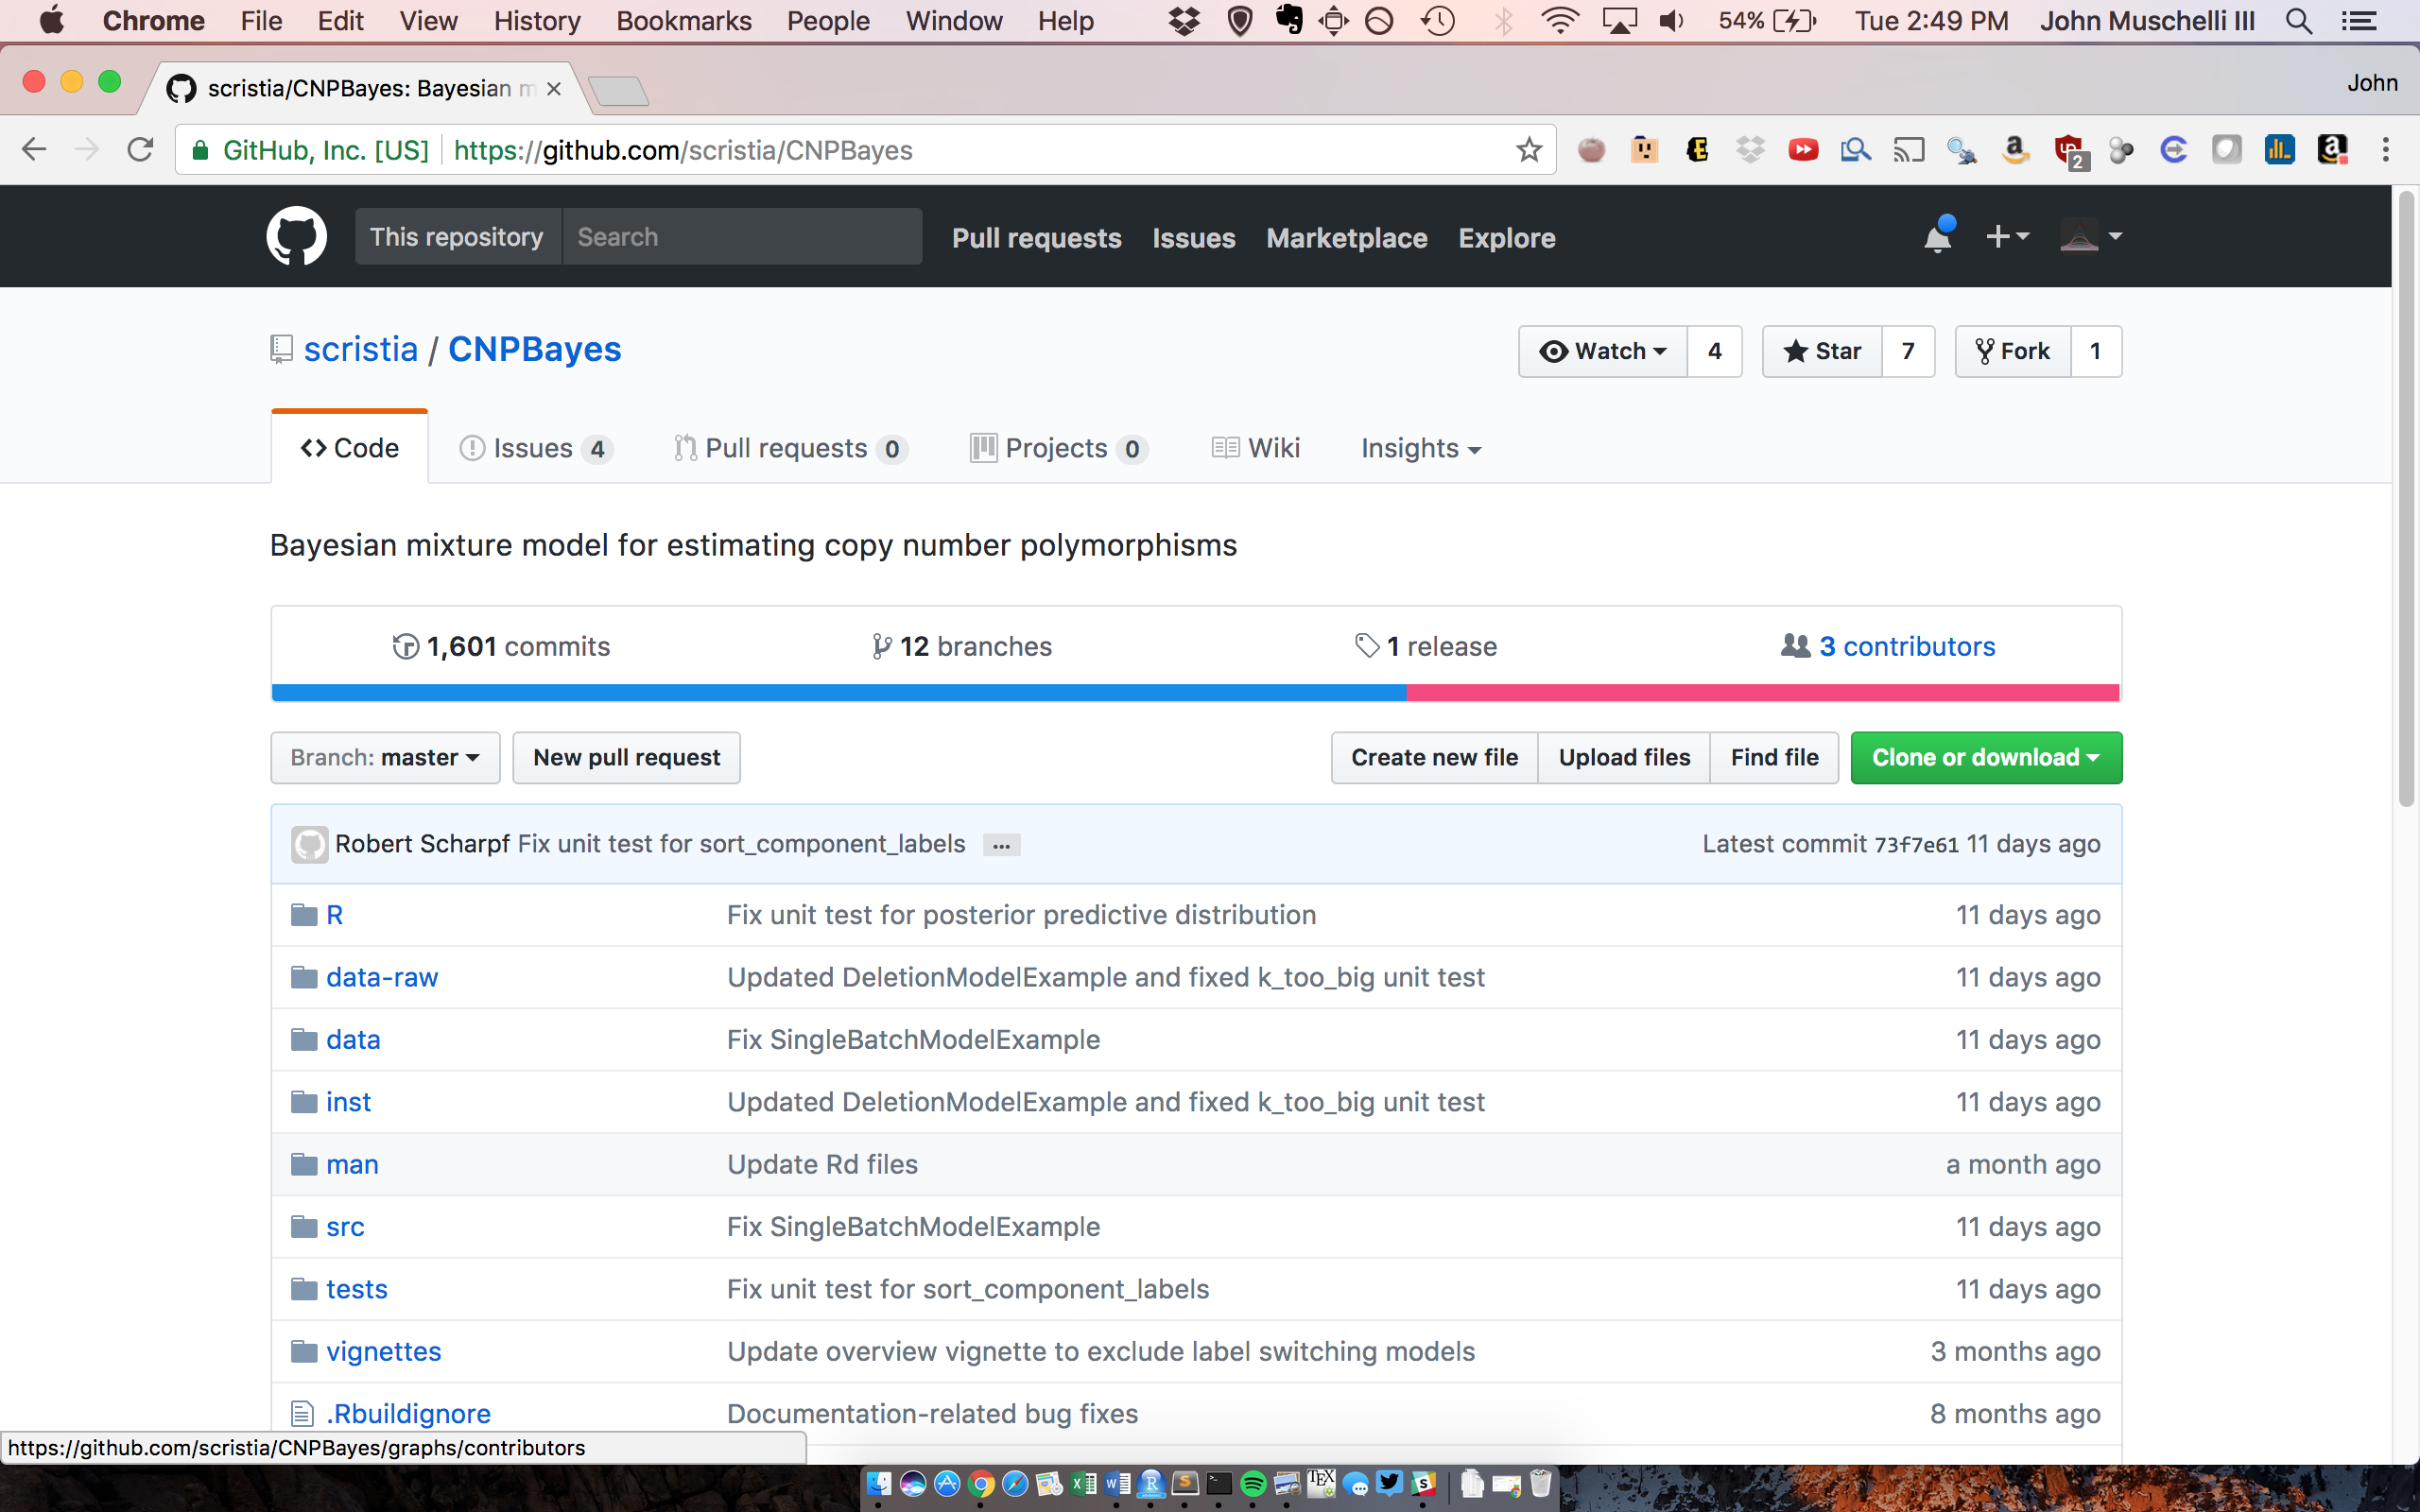 Chrome File Edit View History Bookmarks People Window Help 54% Tue 2:49 PM John Muschelli III
scristia/CNPBayes: Bayesian m John
GitHub, Inc. [US] https://github.com/scristia/CNPBayes 2
This repository Search Pull requests Issues Marketplace Explore
scristia / CNPBayes Watch 4 Star 7 Fork 1
Code Issues 4 Pull requests 0 Projects 0 Wiki Insights
Bayesian mixture model for estimating copy number polymorphisms
1,601 commits 12 branches 1 release 3 contributors
Branch: master New pull request Create new file Upload files Find file Clone or download
Robert Scharpf Fix unit test for sort_component_labels … Latest commit 73f7e61 11 days ago
R Fix unit test for posterior predictive distribution 11 days ago
data-raw Updated DeletionModelExample and fixed k_too_big unit test 11 days ago
data Fix SingleBatchModelExample 11 days ago
inst Updated DeletionModelExample and fixed k_too_big unit test 11 days ago
man Update Rd files a month ago
src Fix SingleBatchModelExample 11 days ago
tests Fix unit test for sort_component_labels 11 days ago
vignettes Update overview vignette to exclude label switching models 3 months ago
.Rbuildignore Documentation-related bug fixes 8 months ago
https://github.com/scristia/CNPBayes/graphs/contributors